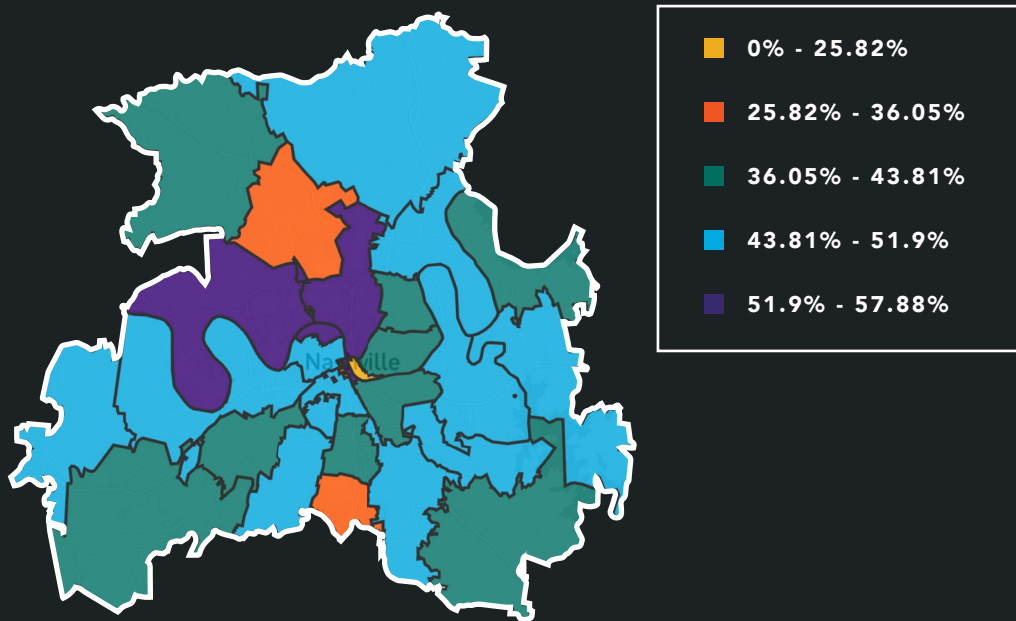 0% - 25.82%
25.82% - 36.05%
36.05% - 43.81%
43.81% - 51.9%
51.9% - 57.88%
Nashville